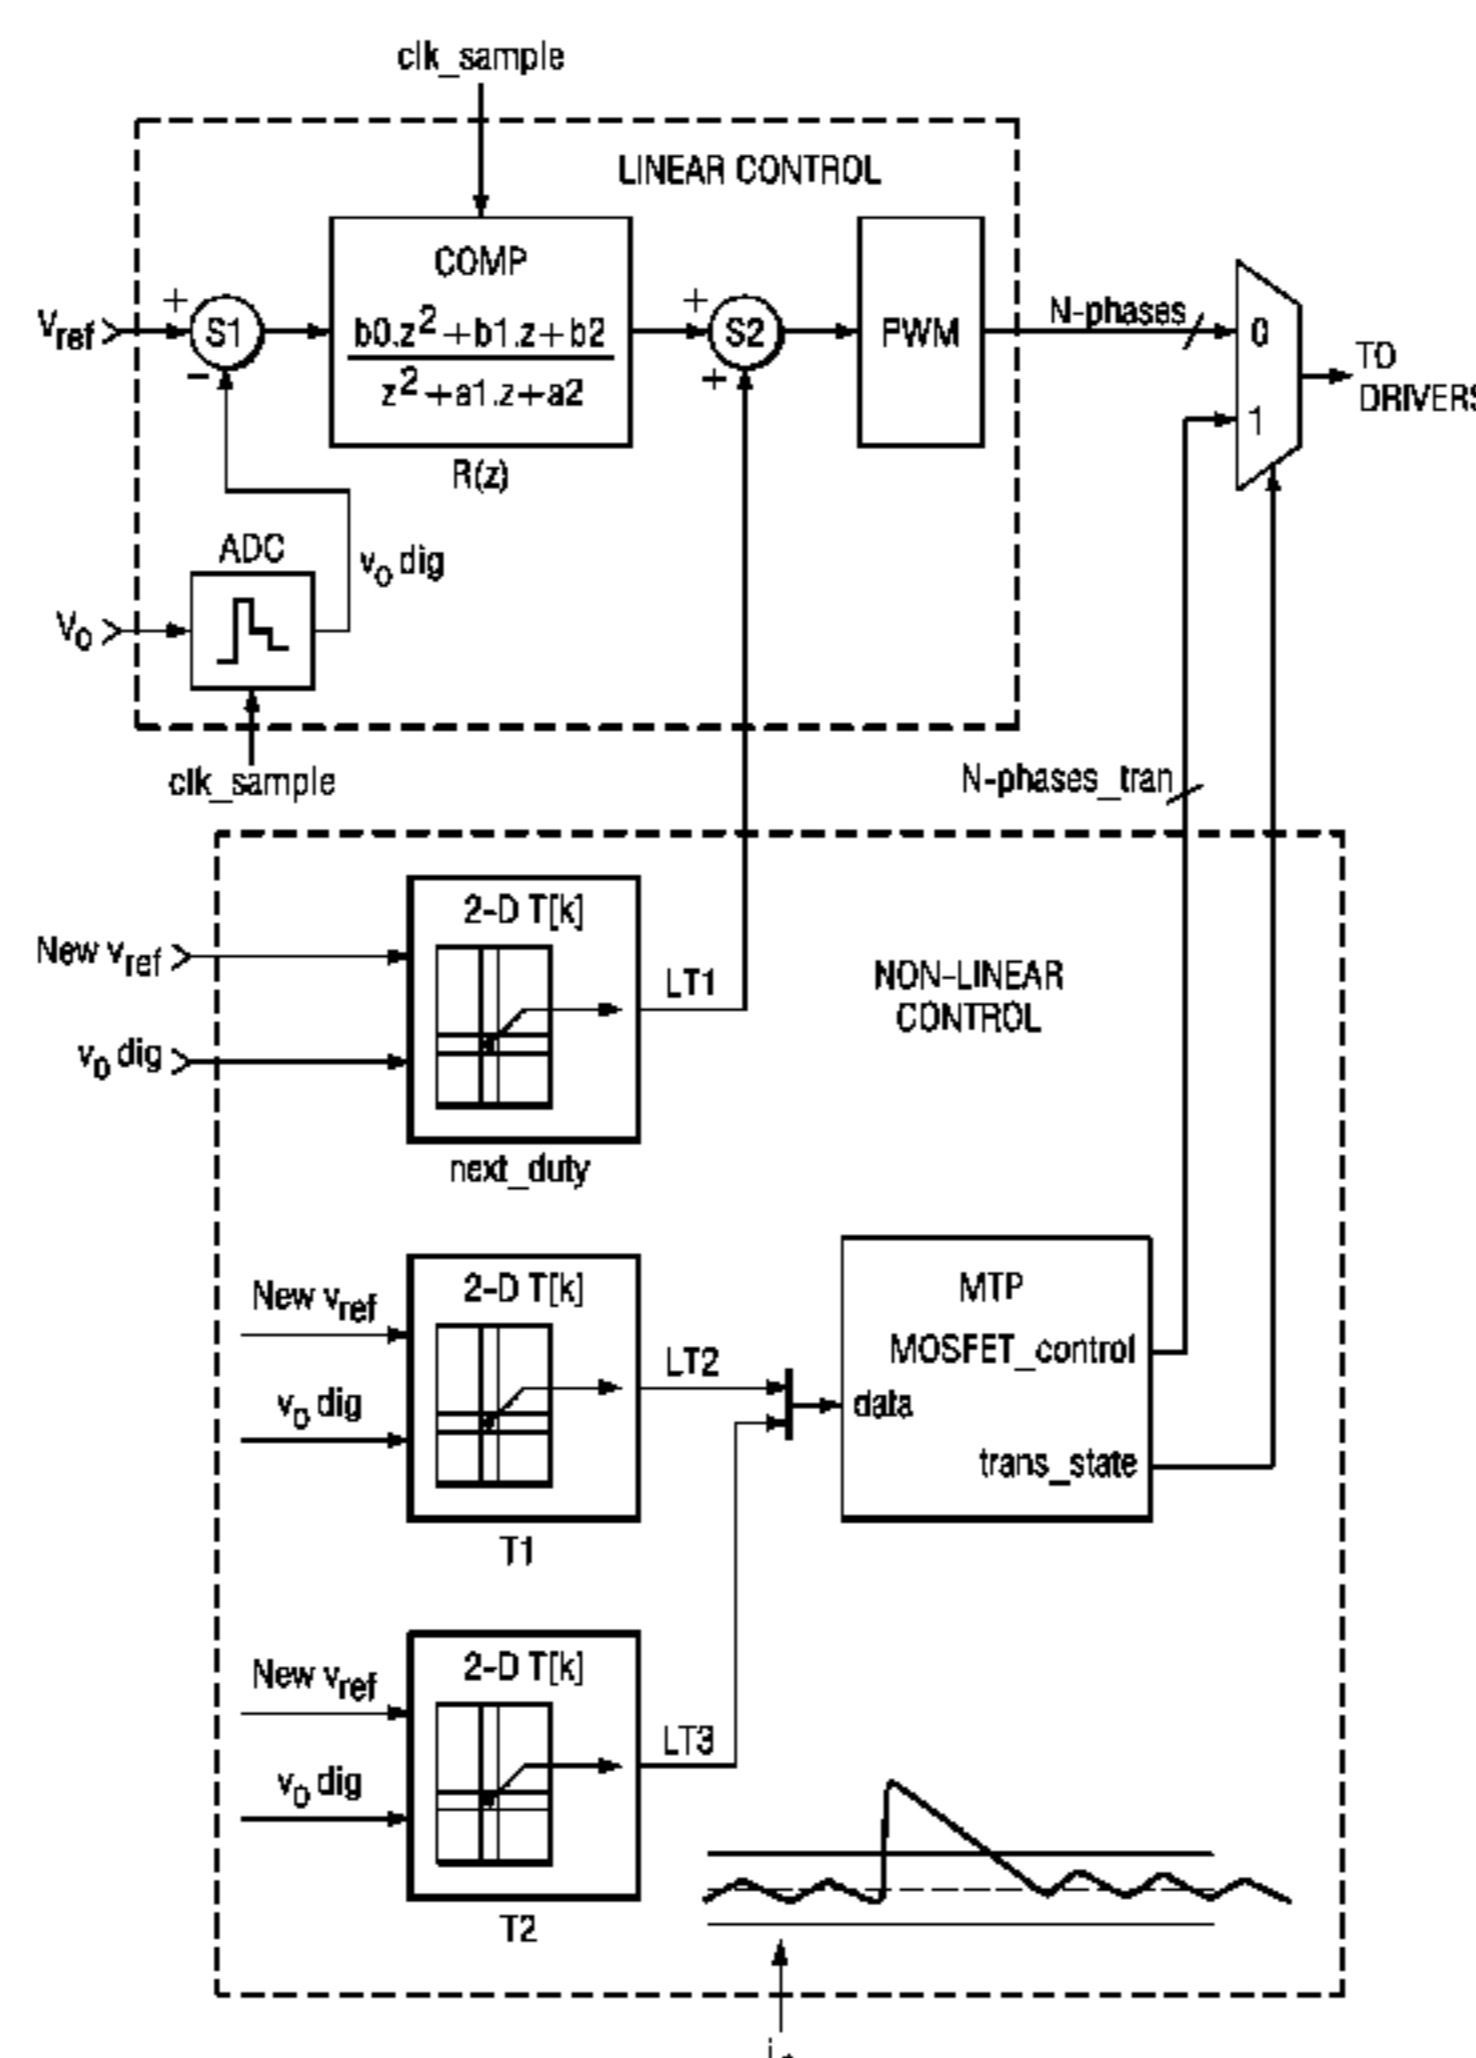 clk_sample
LINEAR CONTROL
COMP
b0.z²+b1.z+b2
z²+a1.z+a2
R(z)
Vref
+
S1
−
+
S2
+
PWM
N-phases
0
1
TO
DRIVERS
ADC
vo dig
Vo
clk_sample
N-phases_tran
2-D T[k]
New vref
vo dig
LT1
next_duty
NON-LINEAR
CONTROL
2-D T[k]
New vref
vo dig
LT2
T1
MTP
MOSFET_control
data
trans_state
2-D T[k]
New vref
vo dig
LT3
T2